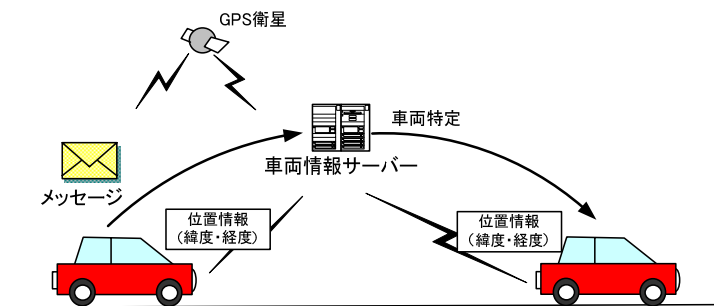 GPS衛星
車両特定
車両情報サーバー
メッセージ
位置情報
（緯度・経度）
位置情報
（緯度・経度）